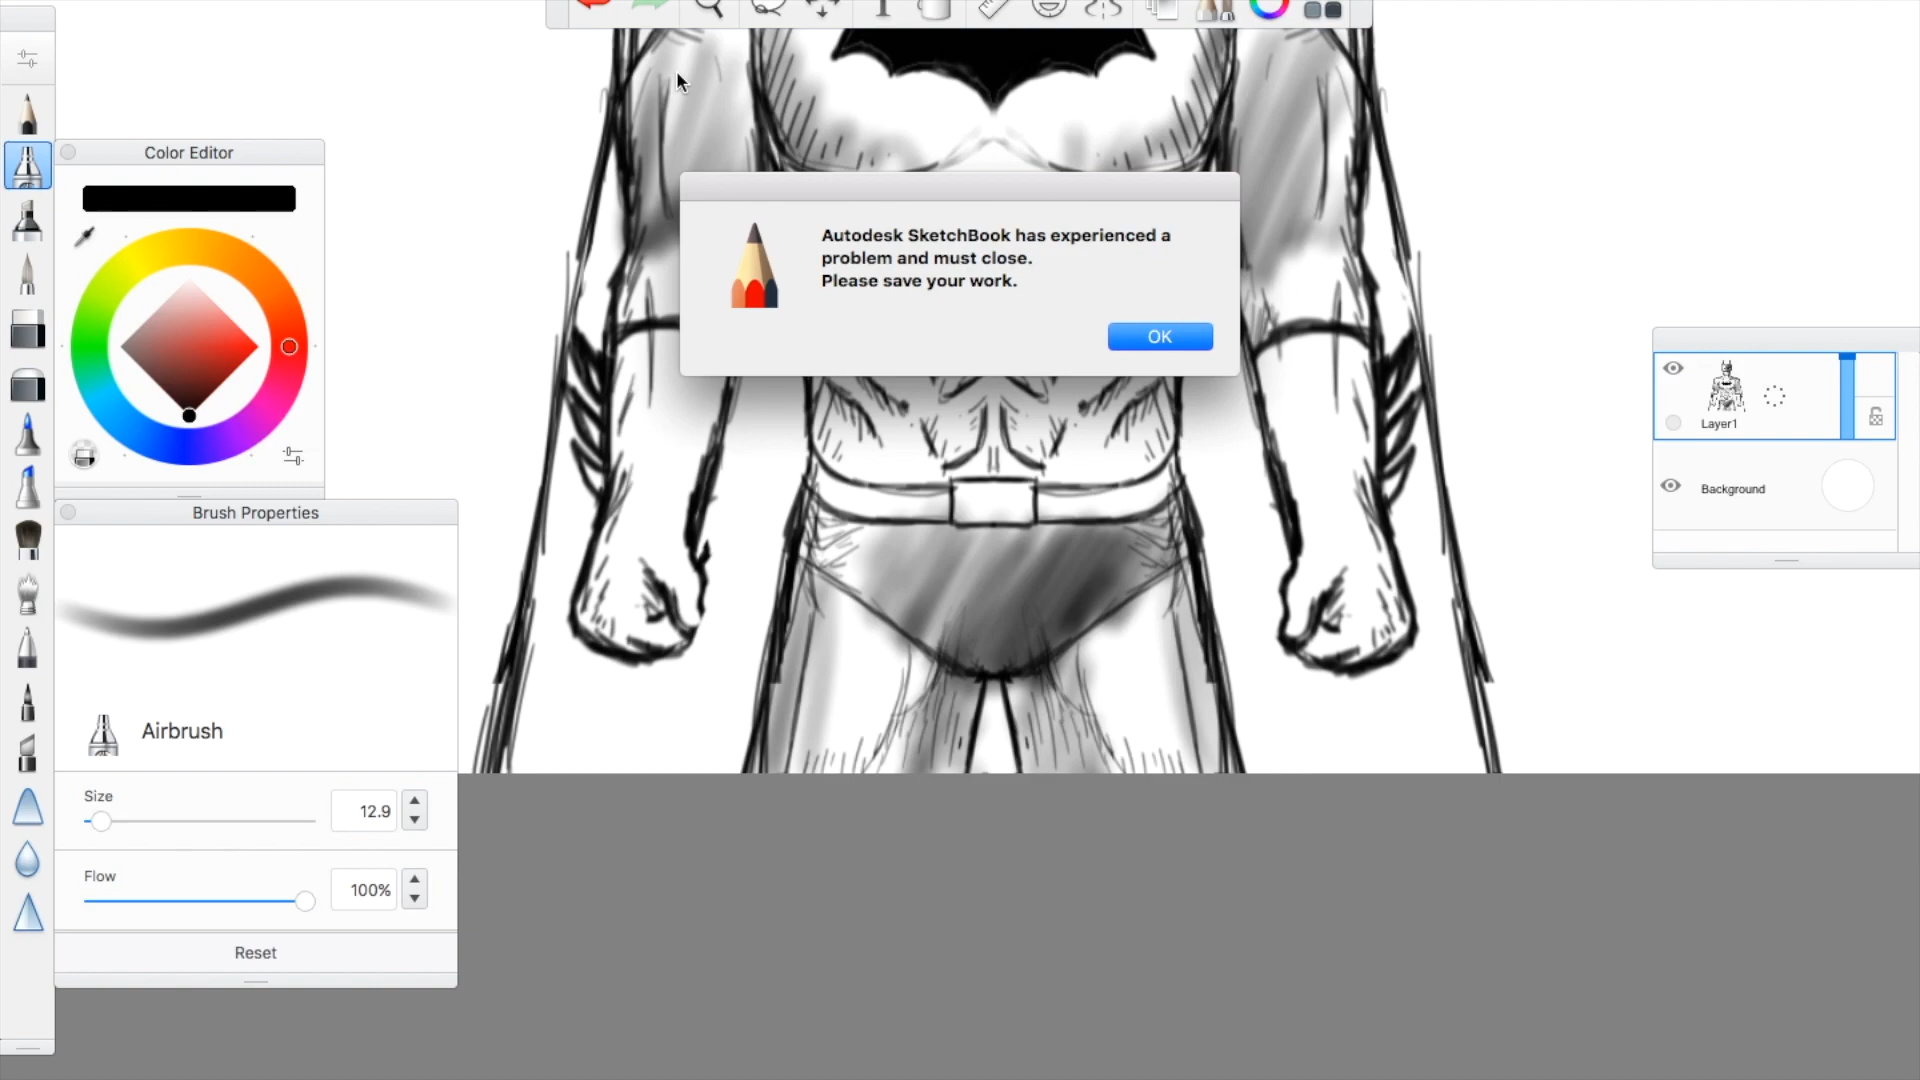 Color Editor
Autodesk SketchBook has experienced a
problem and must close.
Please save your work.
OK
Layer1
Background
Brush Properties
Airbrush
Size
12.9
Flow
100%
Reset